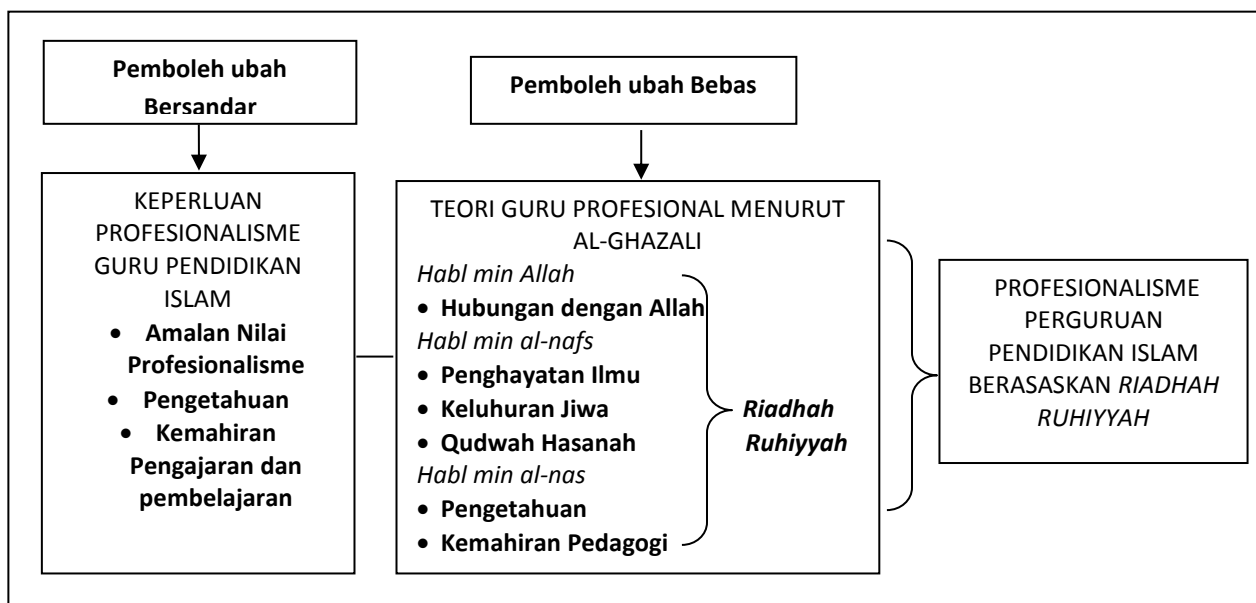 Pemboleh ubah
Bersandar
Pemboleh ubah Bebas
KEPERLUAN
PROFESIONALISME
GURU PENDIDIKAN
ISLAM
• Amalan Nilai
Profesionalisme
• Pengetahuan
• Kemahiran
Pengajaran dan
pembelajaran
TEORI GURU PROFESIONAL MENURUT
AL-GHAZALI
Habl min Allah
• Hubungan dengan Allah
Habl min al-nafs
• Penghayatan Ilmu
• Keluhuran Jiwa
• Qudwah Hasanah
Habl min al-nas
• Pengetahuan
• Kemahiran Pedagogi
Riadhah
Ruhiyyah
PROFESIONALISME
PERGURUAN
PENDIDIKAN ISLAM
BERASASKAN RIADHAH
RUHIYYAH